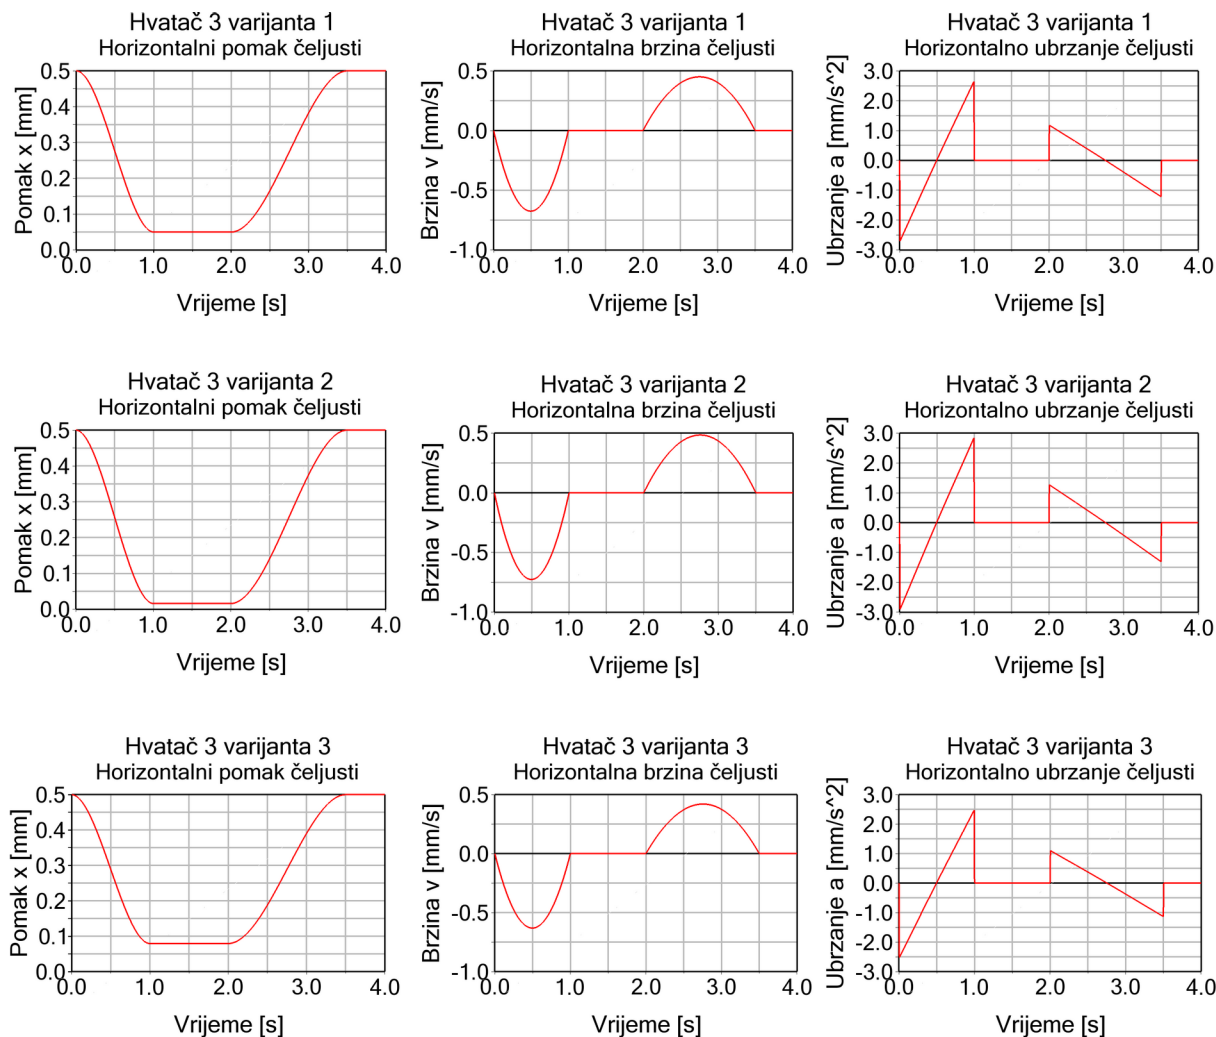 Hvatač 3 varijanta 1
Horizontalni pomak čeljusti
Pomak x [mm]
0.5
0.3
0.2
0.1
0.0
0.0 1.0 2.0 3.0 4.0
Vrijeme [s]
Hvatač 3 varijanta 1
Horizontalna brzina čeljusti
Brzina v [mm/s]
0.5
0.0
-0.5
-1.0
0.0 1.0 2.0 3.0 4.0
Vrijeme [s]
Hvatač 3 varijanta 1
Horizontalno ubrzanje čeljusti
Ubrzanje a [mm/s^2]
3.0
2.0
1.0
0.0
-1.0
-2.0
-3.0
0.0 1.0 2.0 3.0 4.0
Vrijeme [s]
Hvatač 3 varijanta 2
Horizontalni pomak čeljusti
Pomak x [mm]
0.5
0.4
0.3
0.2
0.1
0.0
0.0 1.0 2.0 3.0 4.0
Vrijeme [s]
Hvatač 3 varijanta 2
Horizontalna brzina čeljusti
Brzina v [mm/s]
0.5
0.0
-0.5
-1.0
0.0 1.0 2.0 3.0 4.0
Vrijeme [s]
Hvatač 3 varijanta 2
Horizontalno ubrzanje čeljusti
Ubrzanje a [mm/s^2]
3.0
2.0
1.0
0.0
-1.0
-2.0
-3.0
0.0 1.0 2.0 3.0 4.0
Vrijeme [s]
Hvatač 3 varijanta 3
Horizontalni pomak čeljusti
Pomak x [mm]
0.5
0.4
0.3
0.2
0.1
0.0
0.0 1.0 2.0 3.0 4.0
Vrijeme [s]
Hvatač 3 varijanta 3
Horizontalna brzina čeljusti
Brzina v [mm/s]
0.5
0.0
-0.5
-1.0
0.0 1.0 2.0 3.0 4.0
Vrijeme [s]
Hvatač 3 varijanta 3
Horizontalno ubrzanje čeljusti
Ubrzanje a [mm/s^2]
3.0
2.0
1.0
0.0
-1.0
-2.0
-3.0
0.0 1.0 2.0 3.0 4.0
Vrijeme [s]